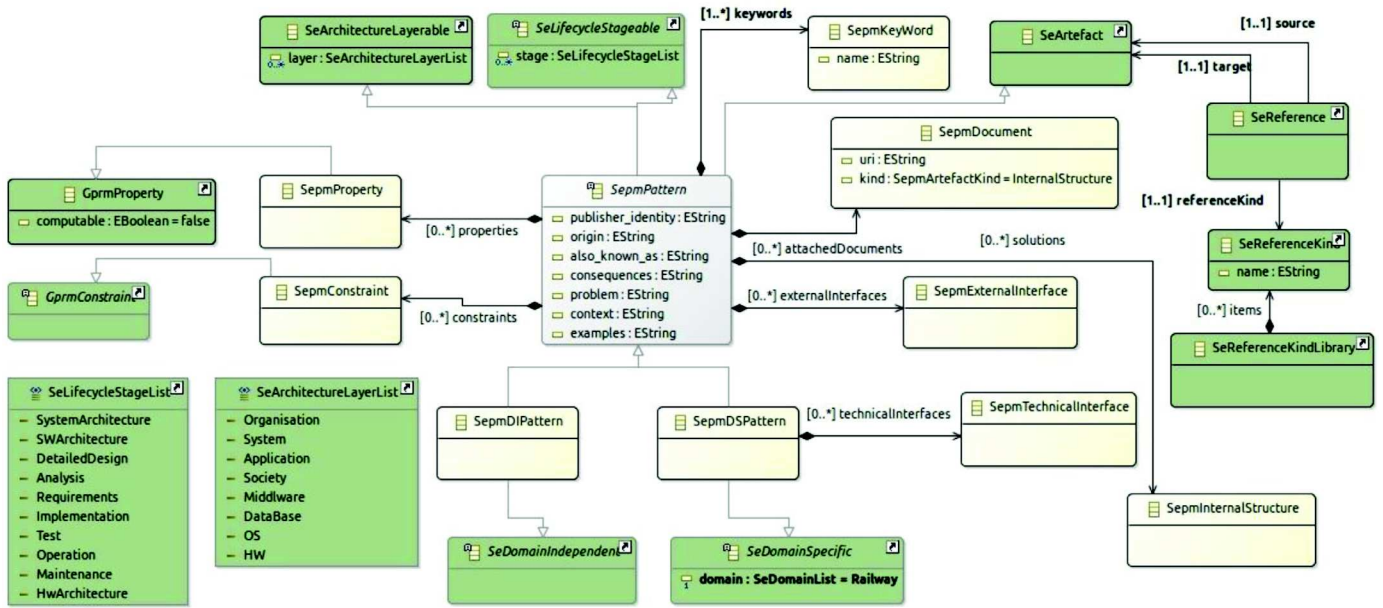 [1..*] keywords
SeArchitectureLayerable
layer : SeArchitectureLayerList
0..*
SeLifecycleStageable
stage : SeLifecycleStageList
0..*
SepmKeyWord
name : EString
SeArtefact
[1..1] source
[1..1] target
SeReference
SepmDocument
uri : EString
kind : SepmArtefactKind = InternalStructure
GprmProperty
computable : EBoolean = false
SepmProperty
[0..*] properties
SepmPattern
publisher_identity : EString
origin : EString
also_known_as : EString
consequences : EString
problem : EString
context : EString
examples : EString
[0..*] attachedDocuments
[0..*] solutions
[1..1] referenceKind
SeReferenceKind
name : EString
[0..*] items
SeReferenceKindLibrary
GprmConstraint
SepmConstraint
[0..*] constraints
[0..*] externalInterfaces
SepmExternalInterface
SeLifecycleStageList
SystemArchitecture
SWArchitecture
DetailedDesign
Analysis
Requirements
Implementation
Test
Operation
Maintenance
HwArchitecture
SeArchitectureLayerList
Organisation
System
Application
Society
Middlware
DataBase
OS
HW
SepmDIPattern
SepmDSPattern
[0..*] technicalInterfaces
SepmTechnicalInterface
SepmInternalStructure
SeDomainIndependent
SeDomainSpecific
domain : SeDomainList = Railway
1